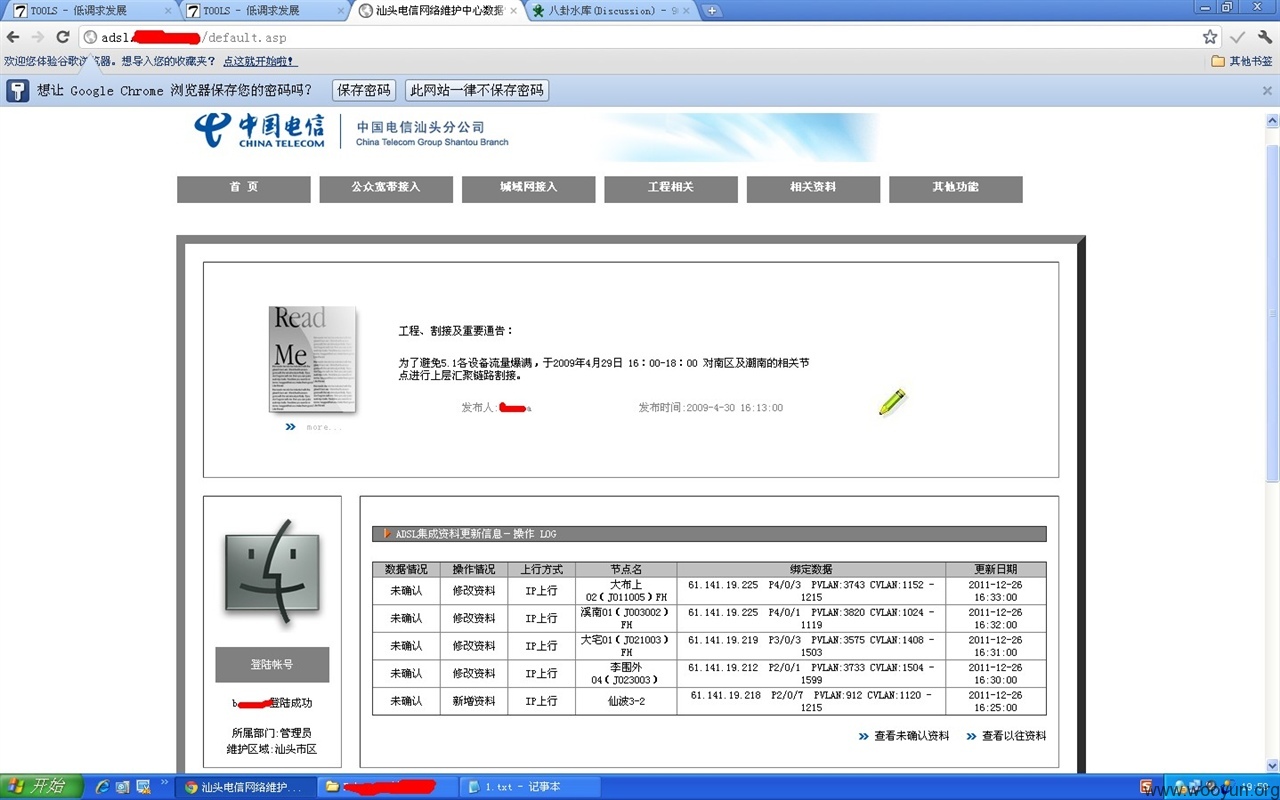 TOOLS - 低调求发展
TOOLS - 低调求发展
汕头电信网络维护中心数据
八卦水库(Discussion) - 9
adsl. /default.asp
欢迎您体验谷歌浏览器。想导入您的收藏夹? 点这就开始啦!
其他书签
想让 Google Chrome 浏览器保存您的密码吗? 保存密码 此网站一律不保存密码
中国电信
CHINA TELECOM
中国电信汕头分公司
China Telecom Group Shantou Branch
首 页 公众宽带接入 城域网接入 工程相关 相关资料 其他功能
Read
Me
more...
工程、割接及重要通告:
为了避免5.1各设备流量爆满,于2009年4月29日 16:00-18:00 对南区及潮南的相关节
点进行上层汇聚链路割接。
发布人: a 发布时间:2009-4-30 16:13:00
登陆帐号
b 登陆成功
所属部门:管理员
维护区域:汕头市区
ADSL集成资料更新信息-操作 LOG
数据情况 操作情况 上行方式 节点名 绑定数据 更新日期
未确认 修改资料 IP上行 大布上02(J011005)FH 61.141.19.225 P4/0/3 PVLAN:3743 CVLAN:1152 - 1215 2011-12-26 16:33:00
未确认 修改资料 IP上行 溪南01(J003002)FH 61.141.19.225 P4/0/1 PVLAN:3820 CVLAN:1024 - 1119 2011-12-26 16:32:00
未确认 修改资料 IP上行 大宅01(J021003)FH 61.141.19.219 P3/0/3 PVLAN:3575 CVLAN:1408 - 1503 2011-12-26 16:31:00
未确认 修改资料 IP上行 李围外04(J023003) 61.141.19.212 P2/0/1 PVLAN:3733 CVLAN:1504 - 1599 2011-12-26 16:30:00
未确认 新增资料 IP上行 仙波3-2 61.141.19.218 P2/0/7 PVLAN:912 CVLAN:1120 - 1215 2011-12-26 16:25:00
查看未确认资料 查看以往资料
开始
汕头电信网络维护...
1.txt - 记事本
www.wooyun.org